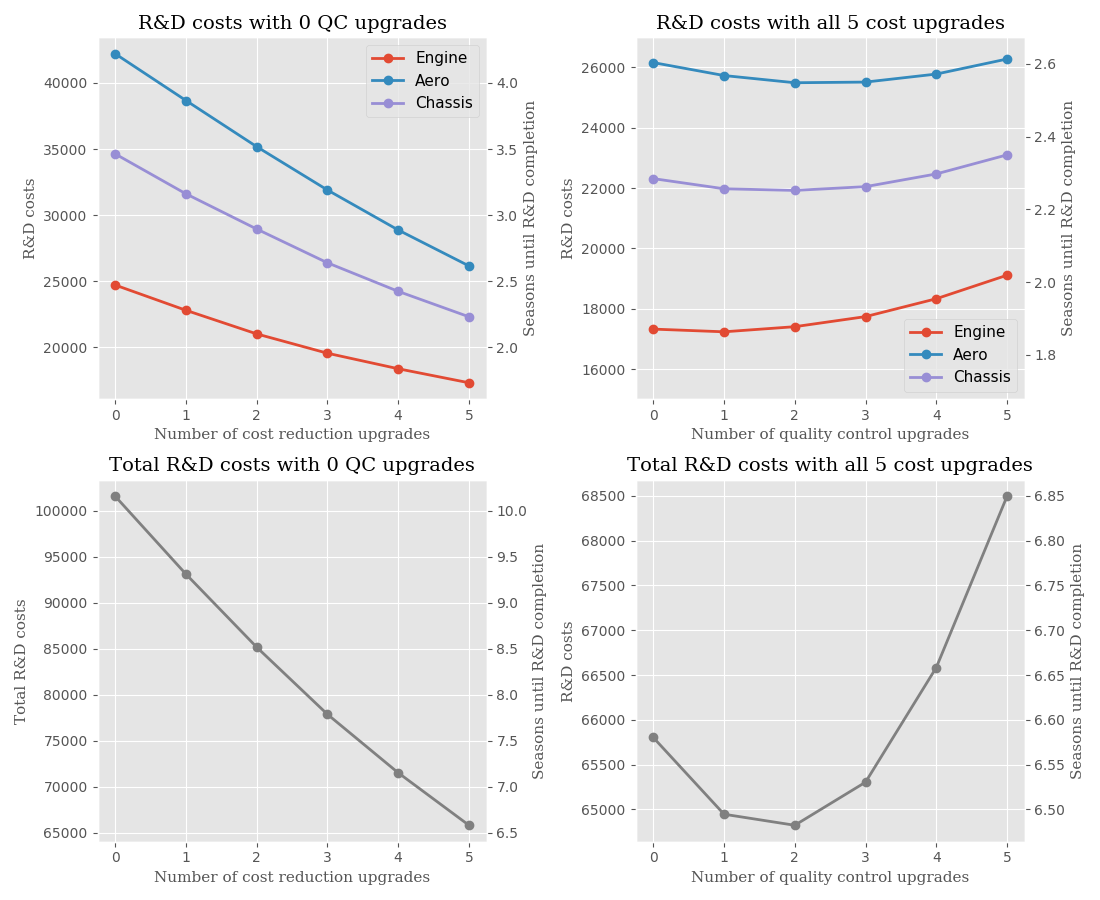 R&D costs with 0 QC upgrades
R&D costs
40000
35000
30000
25000
20000
Engine
Aero
Chassis
4.0
3.5
3.0
2.5
2.0
Seasons until R&D completion
0 1 2 3 4 5
Number of cost reduction upgrades
R&D costs with all 5 cost upgrades
R&D costs
26000
24000
22000
20000
18000
16000
Engine
Aero
Chassis
2.6
2.4
2.2
2.0
1.8
Seasons until R&D completion
0 1 2 3 4 5
Number of quality control upgrades
Total R&D costs with 0 QC upgrades
Total R&D costs
100000
95000
90000
85000
80000
75000
70000
65000
10.0
9.5
9.0
8.5
8.0
7.5
7.0
6.5
Seasons until R&D completion
0 1 2 3 4 5
Number of cost reduction upgrades
Total R&D costs with all 5 cost upgrades
R&D costs
68500
68000
67500
67000
66500
66000
65500
65000
6.85
6.80
6.75
6.70
6.65
6.60
6.55
6.50
Seasons until R&D completion
0 1 2 3 4 5
Number of quality control upgrades